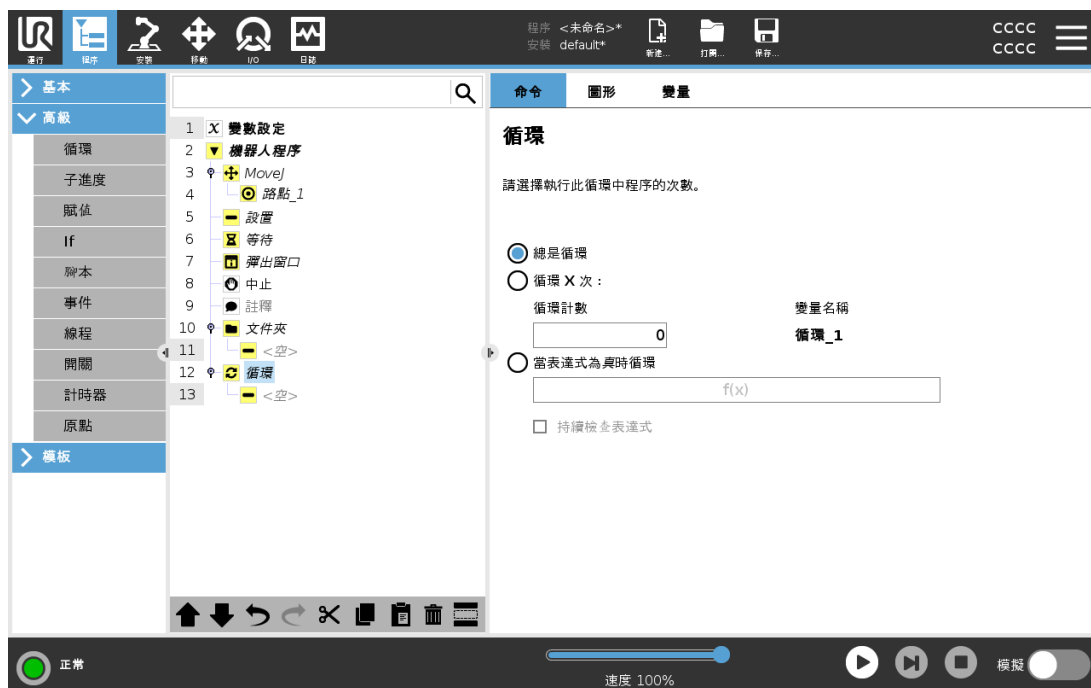 程序 <未命名>*
安裝 default*
新建...
打開...
保存...
CCCC
CCCC
運行
程序
安裝
移動
I/O
日誌
基本
高級
循環
子進度
賦值
If
腳本
事件
線程
開關
計時器
原點
模板
1 X 變數設定
2 機器人程序
3 MoveJ
4 路點_1
5 設置
6 等待
7 彈出窗口
8 中止
9 註釋
10 文件夾
11 <空>
12 循環
13 <空>
命令 圖形 變量
循環
請選擇執行此循環中程序的次數。
總是循環
循環 X 次：
循環計數 變量名稱
0 循環_1
當表達式為真時循環
f(x)
持續檢查表達式
正常
速度 100%
模擬